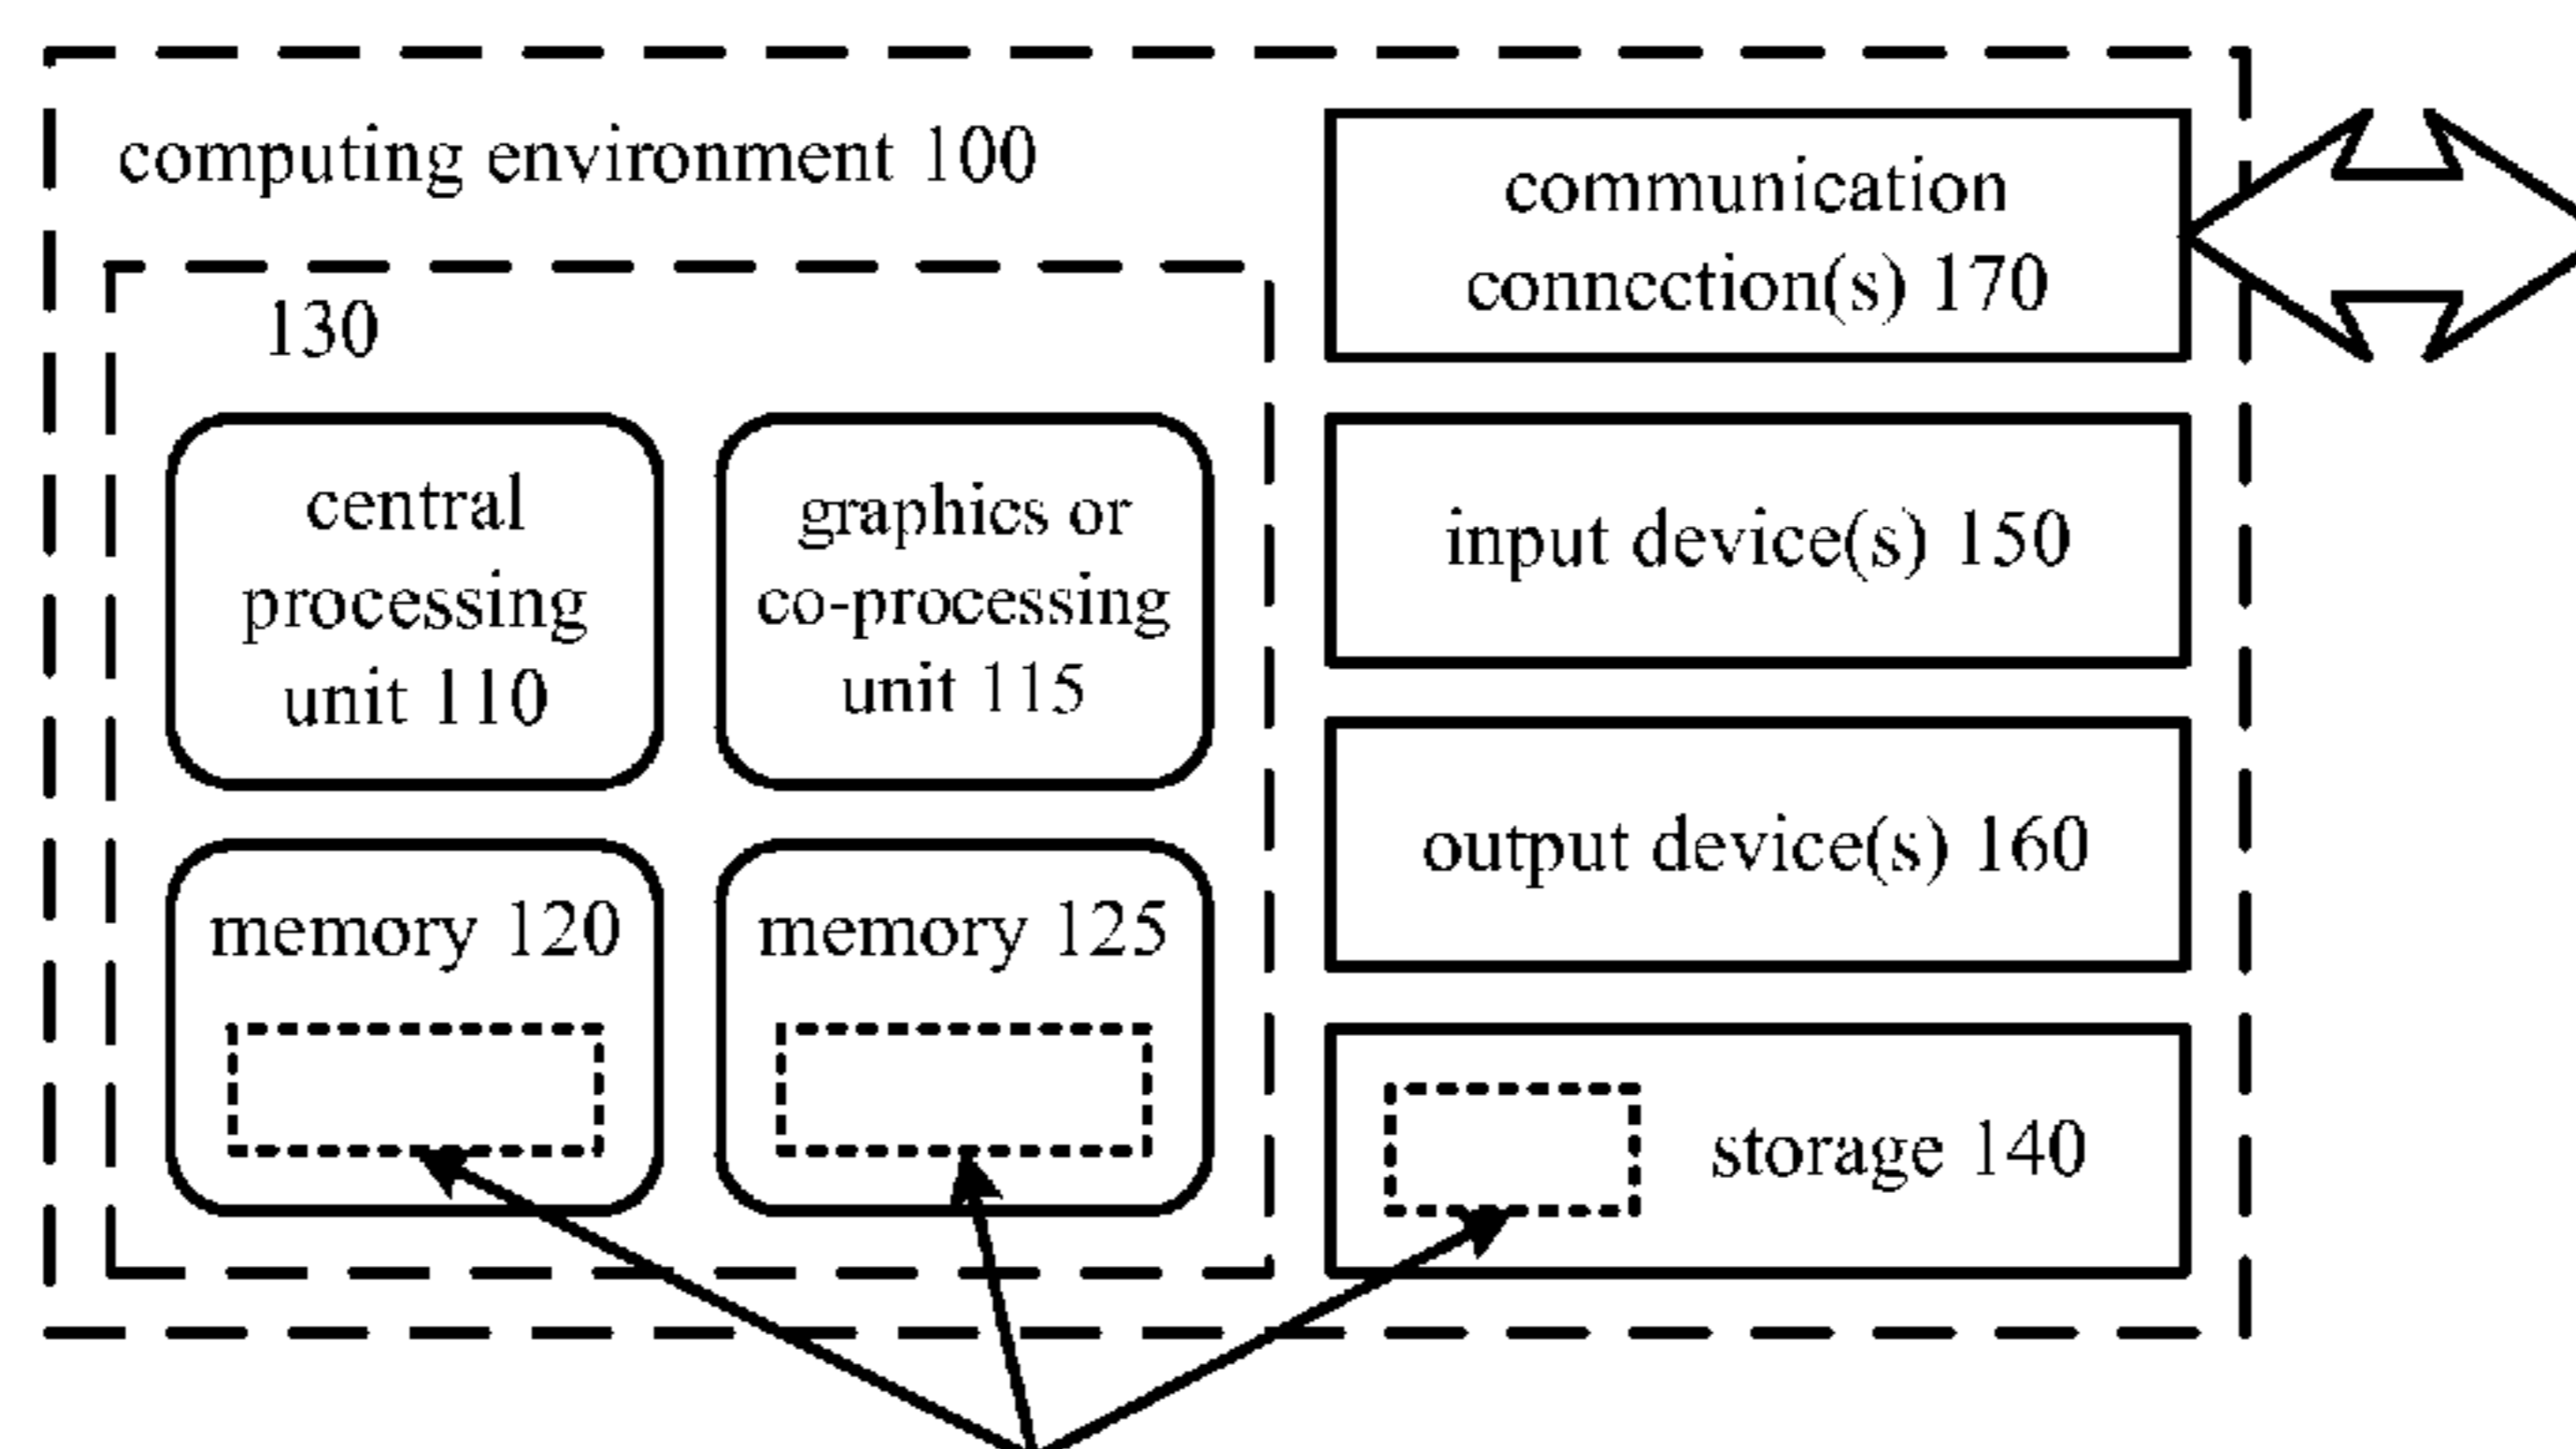 computing environment 100
communication
connection(s) 170
130
central
processing
unit 110
graphics or
co-processing
unit 115
input device(s) 150
output device(s) 160
memory 120
memory 125
storage 140